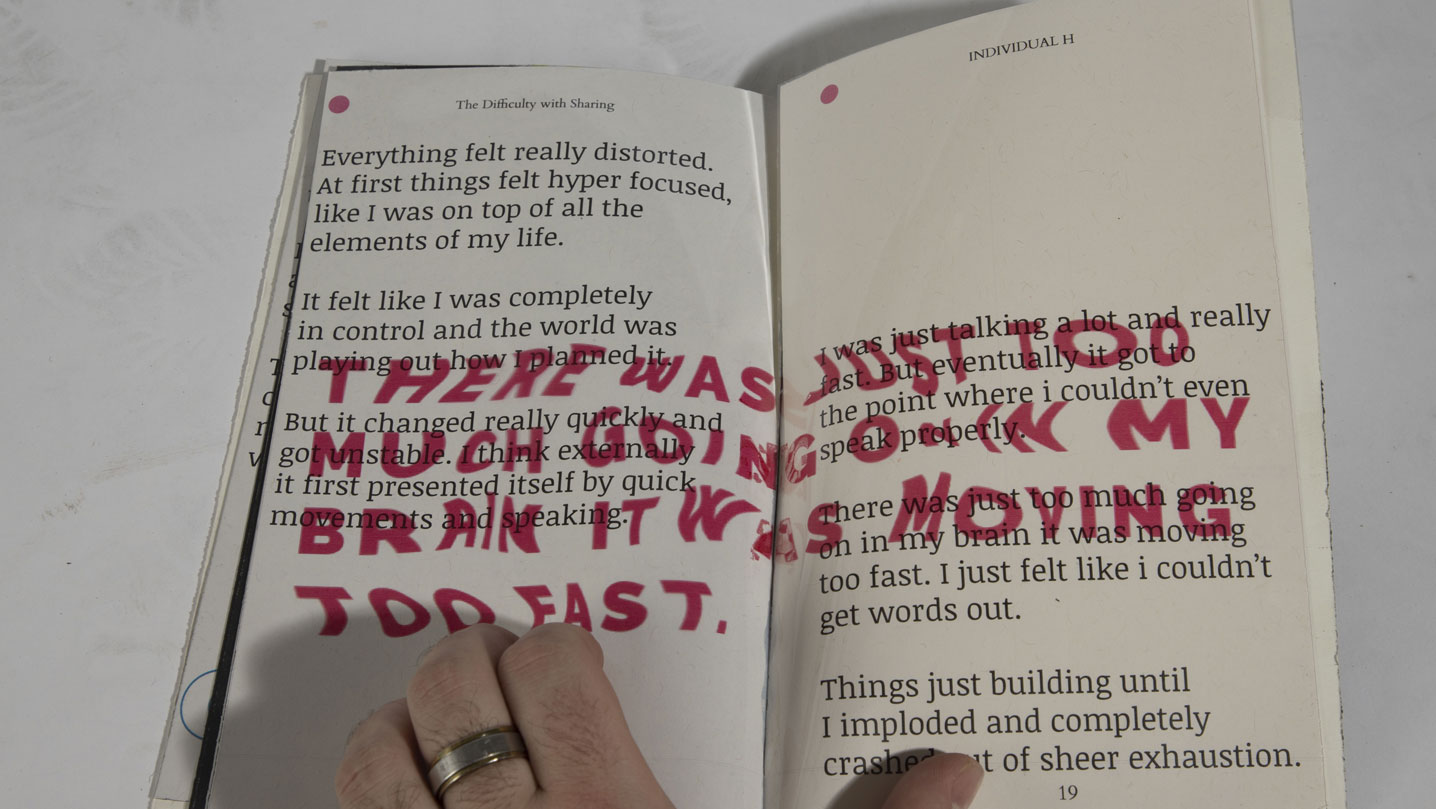 The Difficulty with Sharing
Everything felt really distorted.
At first things felt hyper focused,
like I was on top of all the
elements of my life.
It felt like I was completely
in control and the world was
playing out how I planned it.
But it changed really quickly and
got unstable. I think externally
it first presented itself by quick
movements and speaking.
INDIVIDUAL H
I was just talking a lot and really
fast. But eventually it got to
the point where i couldn't even
speak properly.
There was just too much going
on in my brain it was moving
too fast. I just felt like i couldn't
get words out.
Things just building until
I imploded and completely
of sheer exhaustion.
19
THERE WAS JUST TOO
MUCH GOING ON IN MY
BRAIN IT WAS MOVING
TOO FAST.